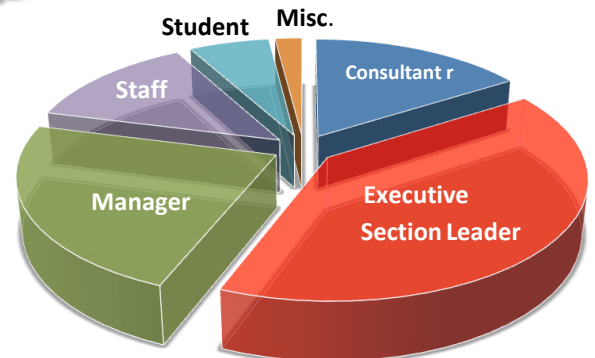 Student
Misc.
Consultant r
Staff
Manager
Executive
Section Leader